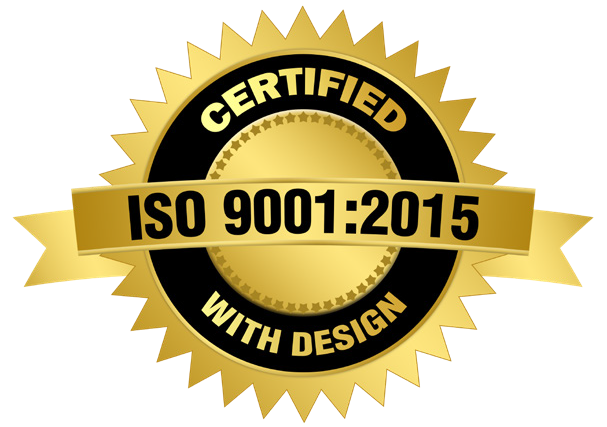 CERTIFIED
ISO 9001:2015
WITH DESIGN